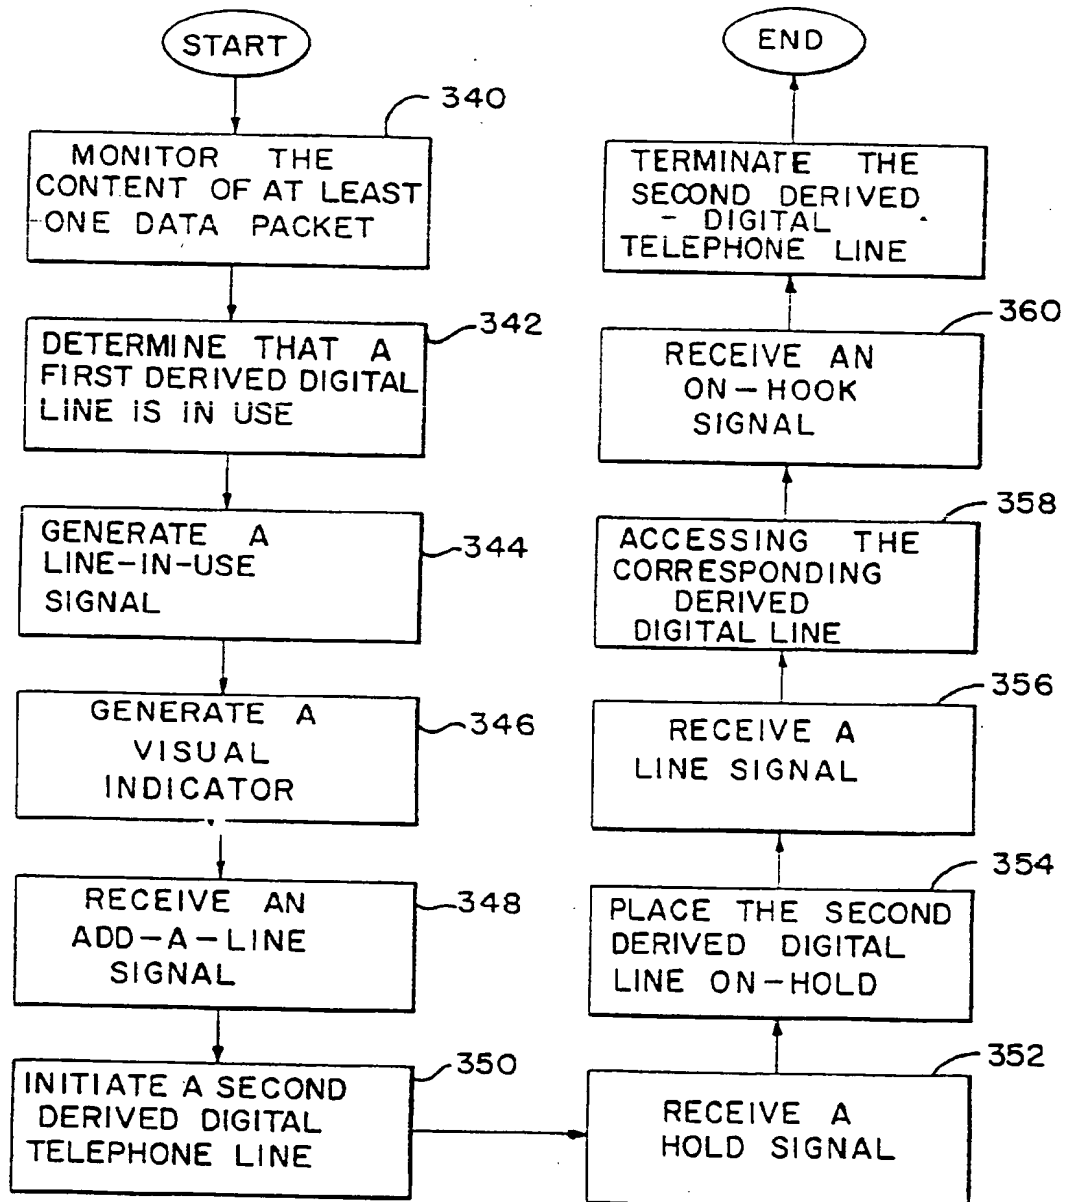 START
340
MONITOR THE
CONTENT OF AT LEAST
ONE DATA PACKET
342
DETERMINE THAT A
FIRST DERIVED DIGITAL
LINE IS IN USE
344
GENERATE A
LINE-IN-USE
SIGNAL
346
GENERATE A
VISUAL
INDICATOR
348
RECEIVE AN
ADD-A-LINE
SIGNAL
350
INITIATE A SECOND
DERIVED DIGITAL
TELEPHONE LINE
352
RECEIVE A
HOLD SIGNAL
354
PLACE THE SECOND
DERIVED DIGITAL
LINE ON-HOLD
356
RECEIVE A
LINE SIGNAL
358
ACCESSING THE
CORRESPONDING
DERIVED
DIGITAL LINE
360
RECEIVE AN
ON-HOOK
SIGNAL
TERMINATE THE
SECOND DERIVED
DIGITAL
TELEPHONE LINE
END